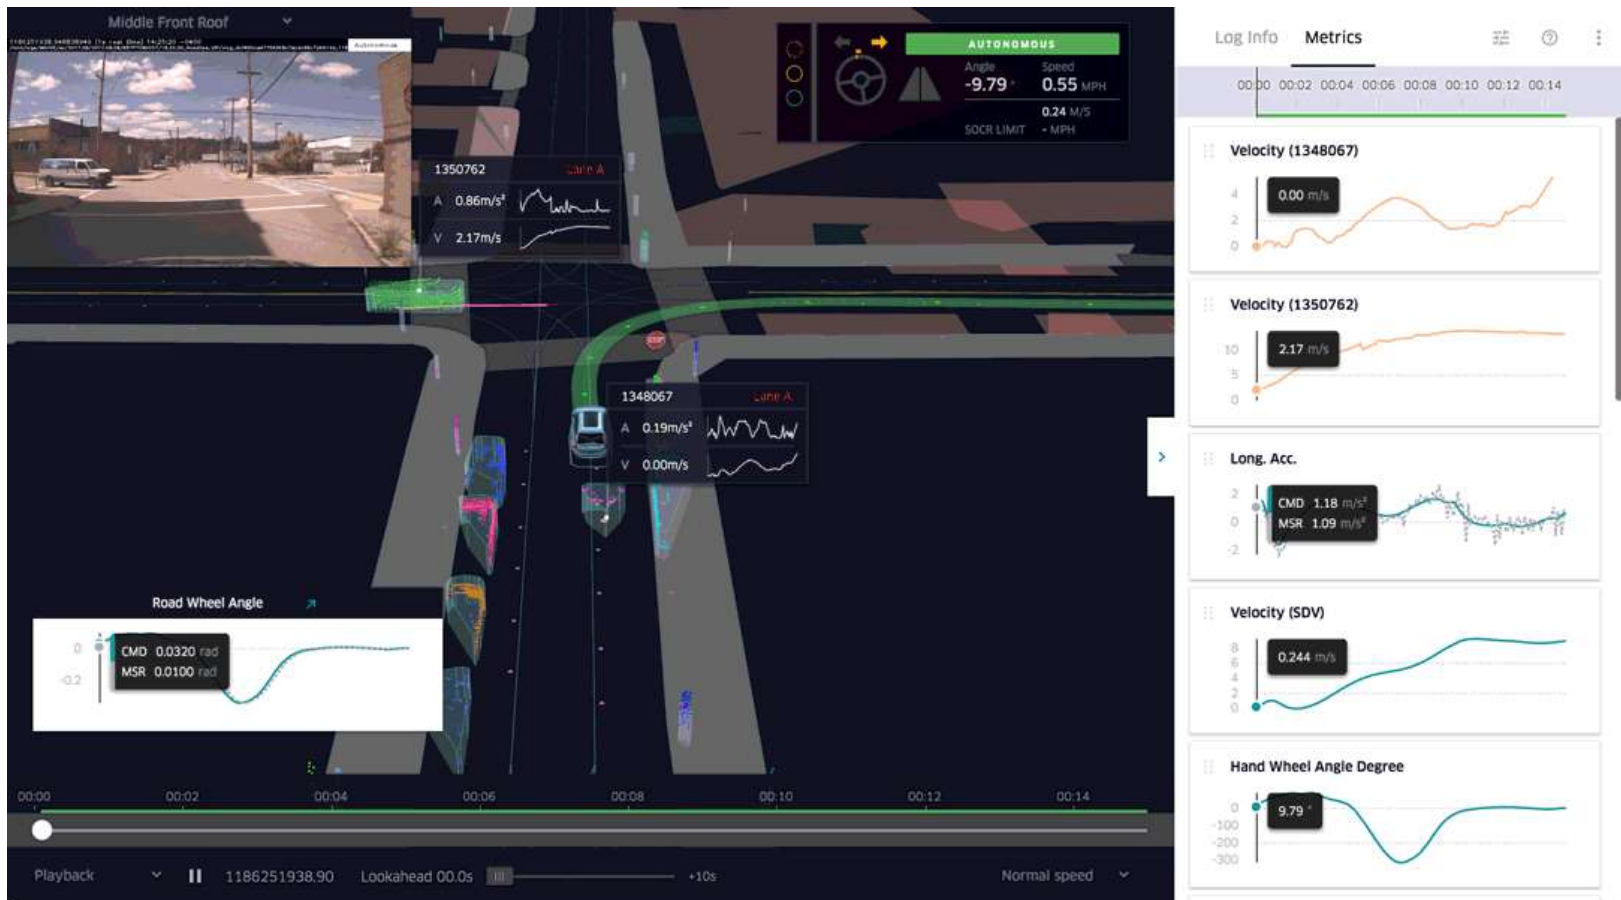 Middle Front Roof
Autonomous
AUTONOMOUS
Angle Speed
-9.79 ° 0.55 MPH
0.24 M/S
SOCR LIMIT - MPH
1350762 Lane A
A 0.86m/s²
V 2.17m/s
STOP
1348067 Lane A
A 0.19m/s²
V 0.00m/s
Road Wheel Angle
0
-0.2
CMD 0.0320 rad
MSR 0.0100 rad
00:00 00:02 00:04 00:06 00:08 00:10 00:12 00:14
Playback 1186251938.90 Lookahead 00.0s +10s Normal speed
Log Info Metrics
00:00 00:02 00:04 00:06 00:08 00:10 00:12 00:14
Velocity (1348067)
4
2
0
0.00 m/s
Velocity (1350762)
10
5
0
2.17 m/s
Long. Acc.
2
0
-2
CMD 1.18 m/s²
MSR 1.09 m/s²
Velocity (SDV)
8
6
4
2
0
0.244 m/s
Hand Wheel Angle Degree
0
-100
-200
-300
9.79 °